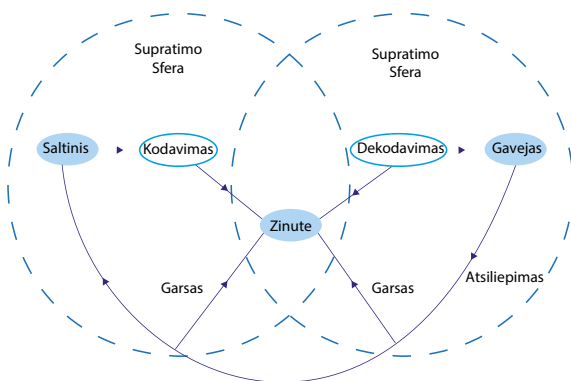 Supratimo
Sfera
Supratimo
Sfera
Saltinis
Kodavimas
Dekodavimas
Gavejas
Zinute
Garsas
Garsas
Atsiliepimas